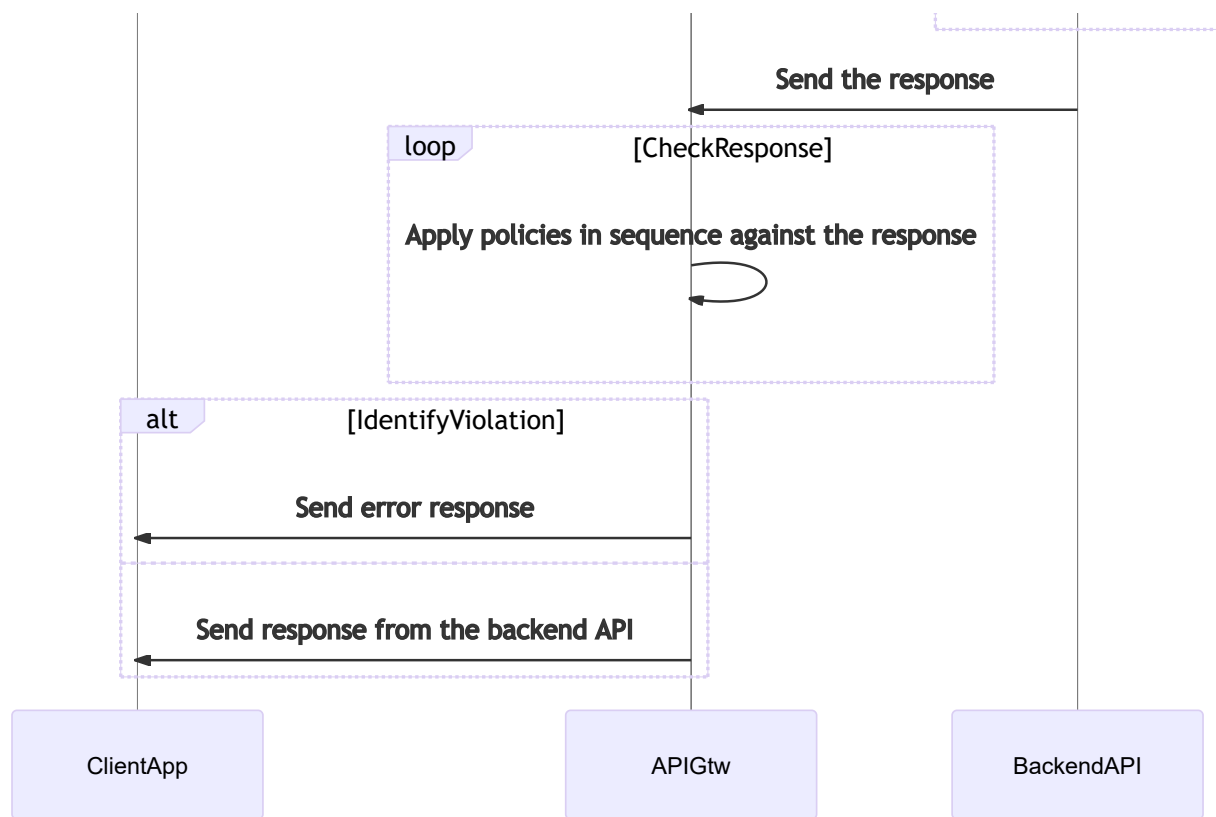 Send the response
loop
[CheckResponse]
Apply policies in sequence against the response
alt
[IdentifyViolation]
Send error response
Send response from the backend API
ClientApp
APIGtw
BackendAPI